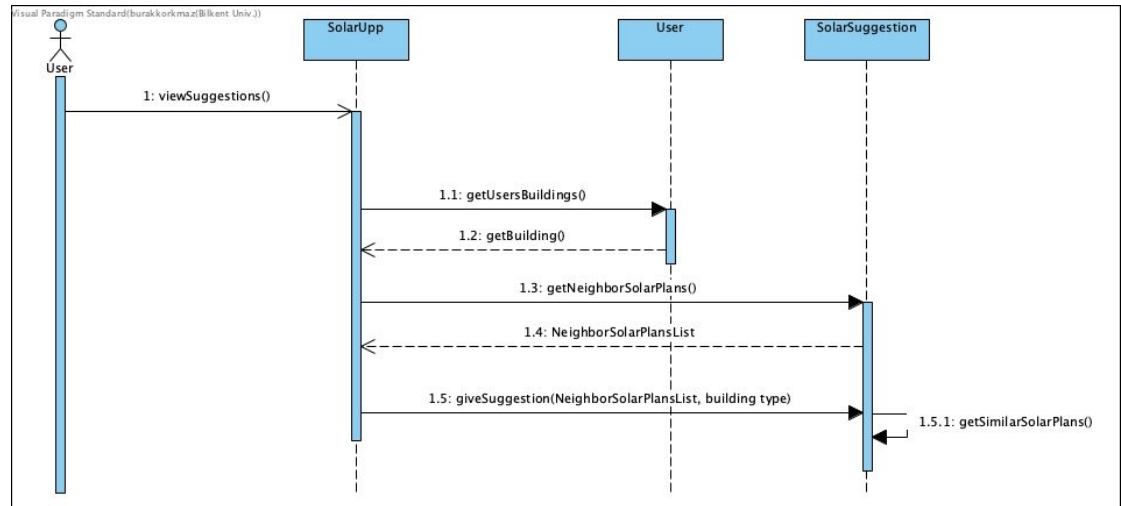 Visual Paradigm Standard(burakkorkmaz(Bilkent Univ.))
SolarUpp
User
SolarSuggestion
User
1: viewSuggestions()
1.1: getUsersBuildings()
1.2: getBuilding()
1.3: getNeighborSolarPlans()
1.4: NeighborSolarPlansList
1.5: giveSuggestion(NeighborSolarPlansList, building type)
1.5.1: getSimilarSolarPlans()